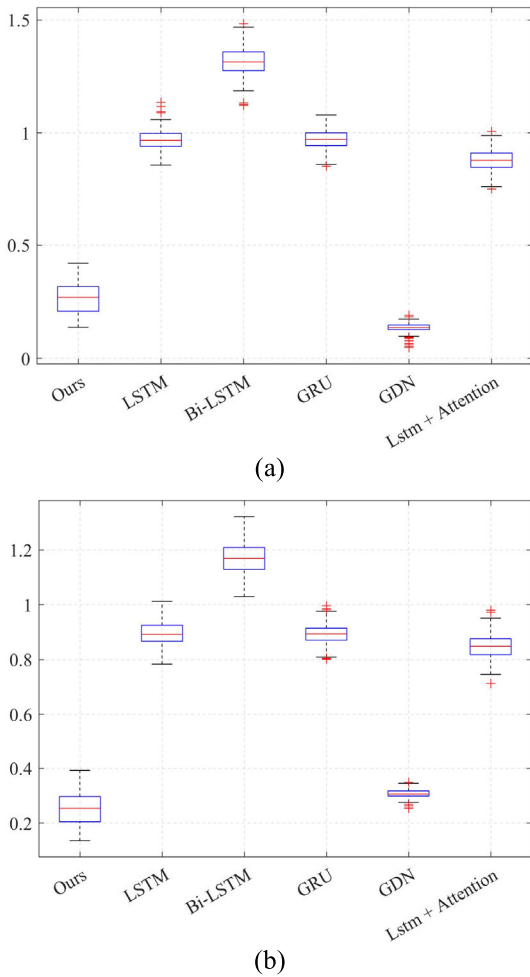 1.5
1
0.5
0
Ours
LSTM
Bi-LSTM
GRU
GDN
Lstm + Attention
(a)
1.2
1
0.8
0.6
0.4
0.2
Ours
LSTM
Bi-LSTM
GRU
GDN
Lstm + Attention
(b)